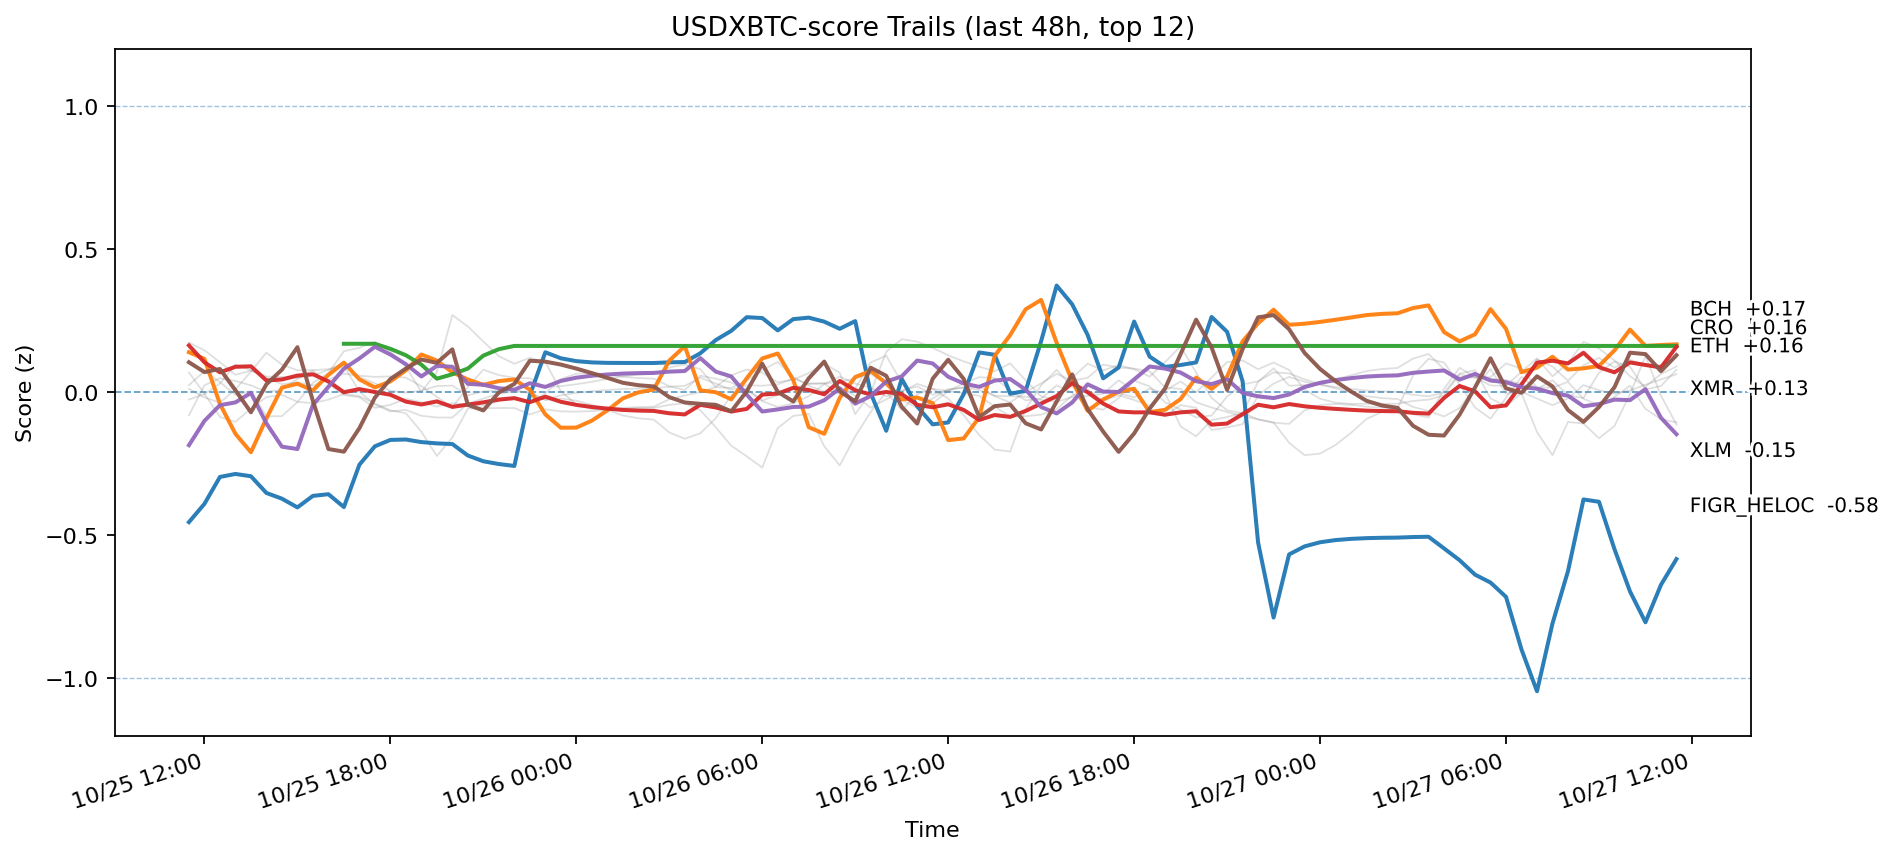 USDXBTC-score Trails (last 48h, top 12)
1.0
0.5
0.0
−0.5
−1.0
Score (z)
BCH +0.17
CRO +0.16
ETH +0.16
XMR +0.13
XLM -0.15
FIGR_HELOC -0.58
10/25 12:00
10/25 18:00
10/26 00:00
10/26 06:00
10/26 12:00
10/26 18:00
10/27 00:00
10/27 06:00
10/27 12:00
Time